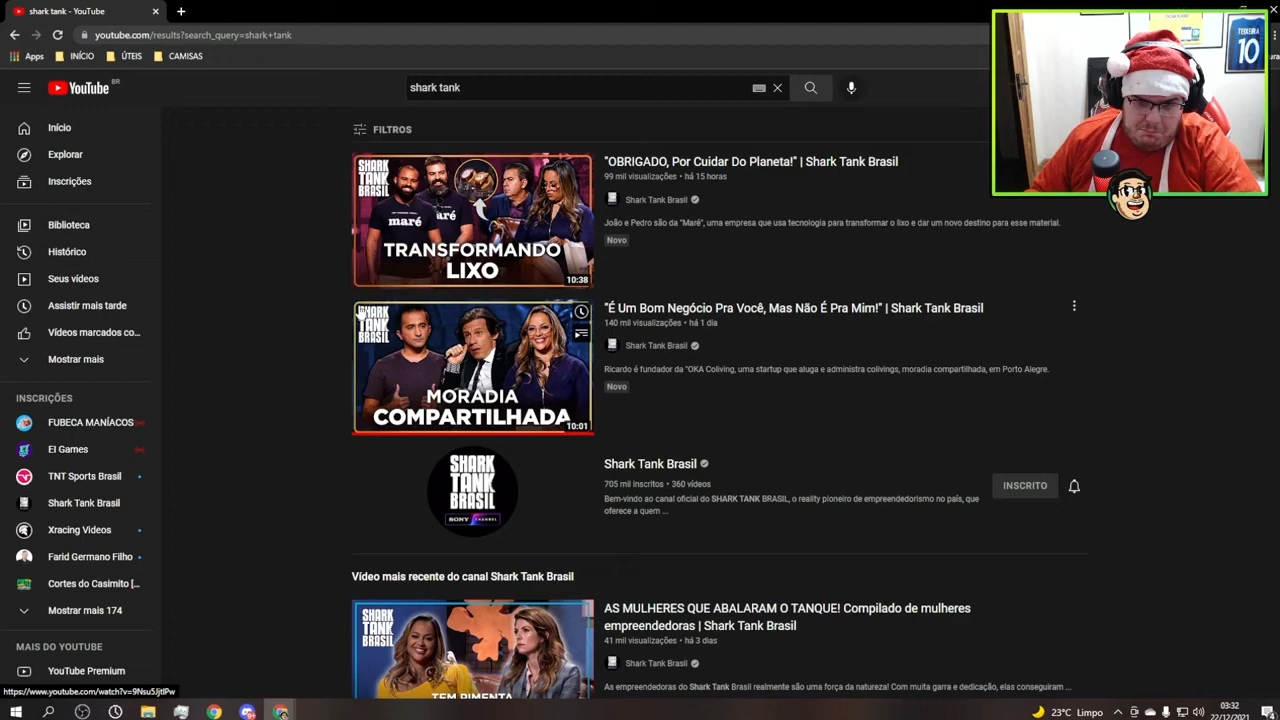 shark tank - YouTube
youtube.com/results?search_query=shark+tank
Apps
INÍCIO
ÚTEIS
CAMISAS
YouTube BR
shark tank
TEIXEIRA
10
Início
Explorar
Inscrições
Biblioteca
Histórico
Seus vídeos
Assistir mais tarde
Vídeos marcados co...
Mostrar mais
INSCRIÇÕES
FUBECA MANÍACOS
EI Games
TNT Sports Brasil
Shark Tank Brasil
Xracing Videos
Farid Germano Filho
Cortes do Casímito [...
Mostrar mais 174
MAIS DO YOUTUBE
YouTube Premium
https://www.youtube.com/watch?v=9Nsu5JjtIPw
FILTROS
SHARK
TANK
BRASIL
maré
maré
TRANSFORMANDO
LIXO
10:38
"OBRIGADO, Por Cuidar Do Planeta!" | Shark Tank Brasil
99 mil visualizações • há 15 horas
Shark Tank Brasil
João e Pedro são da "Maré", uma empresa que usa tecnologia para transformar o lixo e dar um novo destino para esse material.
Novo
SHARK
TANK
BRASIL
MORADIA
COMPARTILHADA
10:01
"É Um Bom Negócio Pra Você, Mas Não É Pra Mim!" | Shark Tank Brasil
140 mil visualizações • há 1 dia
Shark Tank Brasil
Ricardo é fundador da "OKA Coliving, uma startup que aluga e administra colivings, moradia compartilhada, em Porto Alegre.
Novo
SHARK
TANK
BRASIL
SONY CHANNEL
Shark Tank Brasil
705 mil inscritos • 360 vídeos
Bem-vindo ao canal oficial do SHARK TANK BRASIL, o reality pioneiro de empreendedorismo no país, que
oferece a quem ...
INSCRITO
Vídeo mais recente do canal Shark Tank Brasil
SHARK
TANK
BRASIL
TEM PIMENTA
AS MULHERES QUE ABALARAM O TANQUE! Compilado de mulheres
empreendedoras | Shark Tank Brasil
41 mil visualizações • há 3 dias
Shark Tank Brasil
As empreendedoras do Shark Tank Brasil realmente são uma força da natureza! Com muita garra e dedicação, elas conseguiram ...
23°C Limpo
03:32
22/12/2021